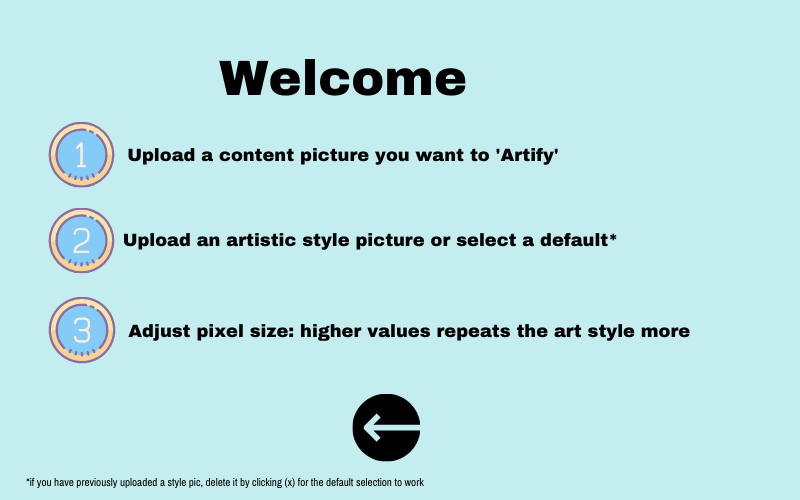 Welcome
1 Upload a content picture you want to 'Artify'
2 Upload an artistic style picture or select a default*
3 Adjust pixel size: higher values repeats the art style more
*if you have previously uploaded a style pic, delete it by clicking (x) for the default selection to work